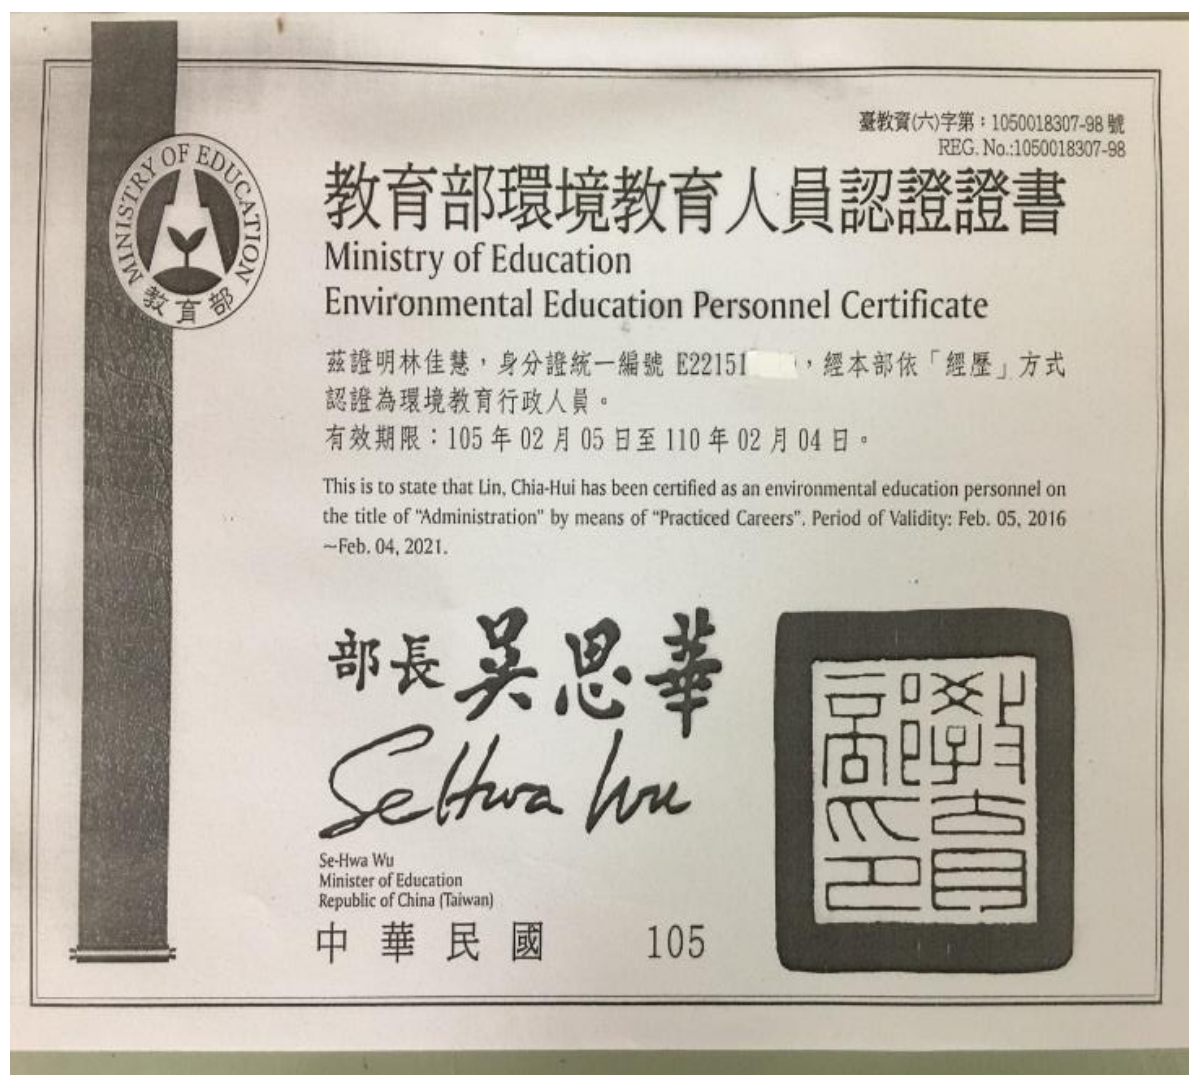 臺教資(六)字第：1050018307-98 號
REG. No.:1050018307-98
MINISTRY OF EDUCATION
教育部
教育部環境教育人員認證證書
Ministry of Education
Environmental Education Personnel Certificate
茲證明林佳慧，身分證統一編號 E22151，經本部依「經歷」方式
認證為環境教育行政人員。
有效期限：105 年 02 月 05 日至 110 年 02 月 04 日。
This is to state that Lin, Chia-Hui has been certified as an environmental education personnel on
the title of “Administration” by means of “Practiced Careers”. Period of Validity: Feb. 05, 2016
~Feb. 04, 2021.
部長 吳思華
SeHwa Wu
Se-Hwa Wu
Minister of Education
Republic of China (Taiwan)
中華民國 105
教育部印